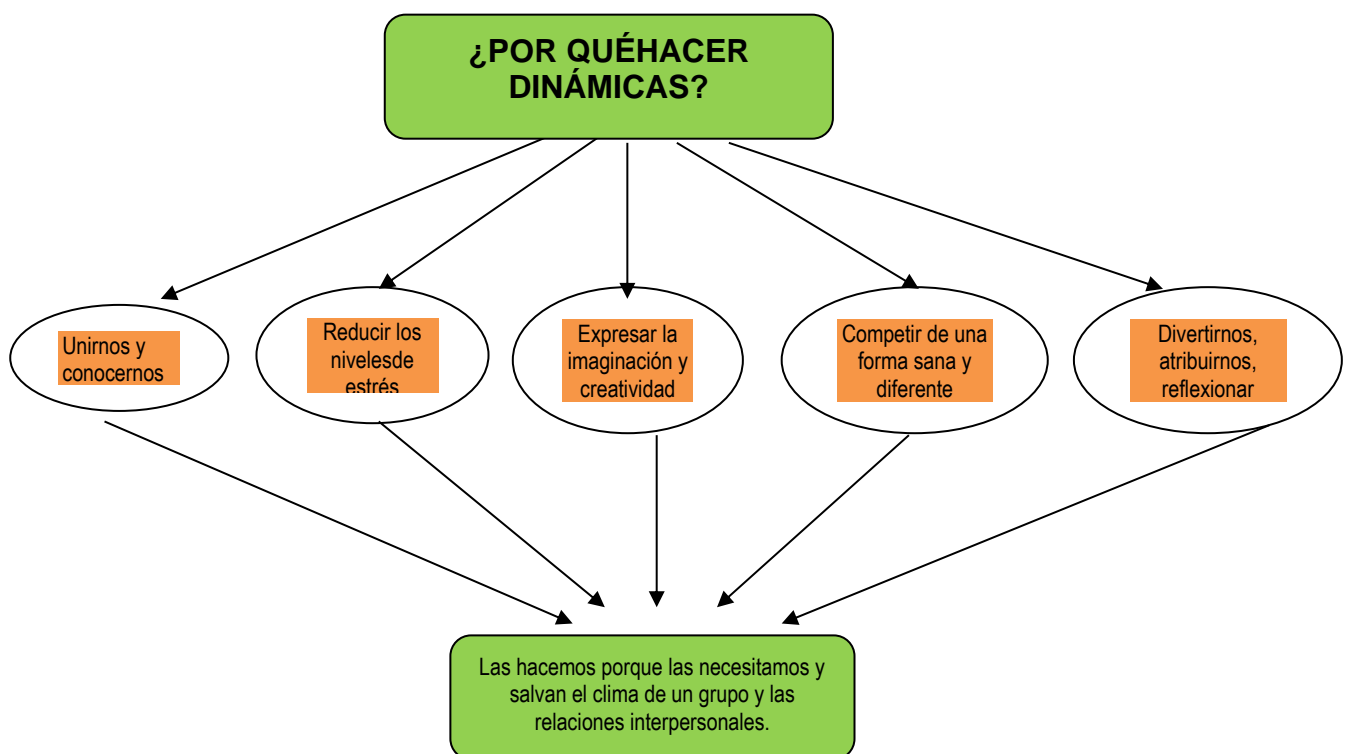 ¿POR QUÉHACER
DINÁMICAS?
Unirnos y
conocernos
Reducir los
nivelesde
estrés
Expresar la
imaginación y
creatividad
Competir de una
forma sana y
diferente
Divertirnos,
atribuirnos,
reflexionar
Las hacemos porque las necesitamos y
salvan el clima de un grupo y las
relaciones interpersonales.